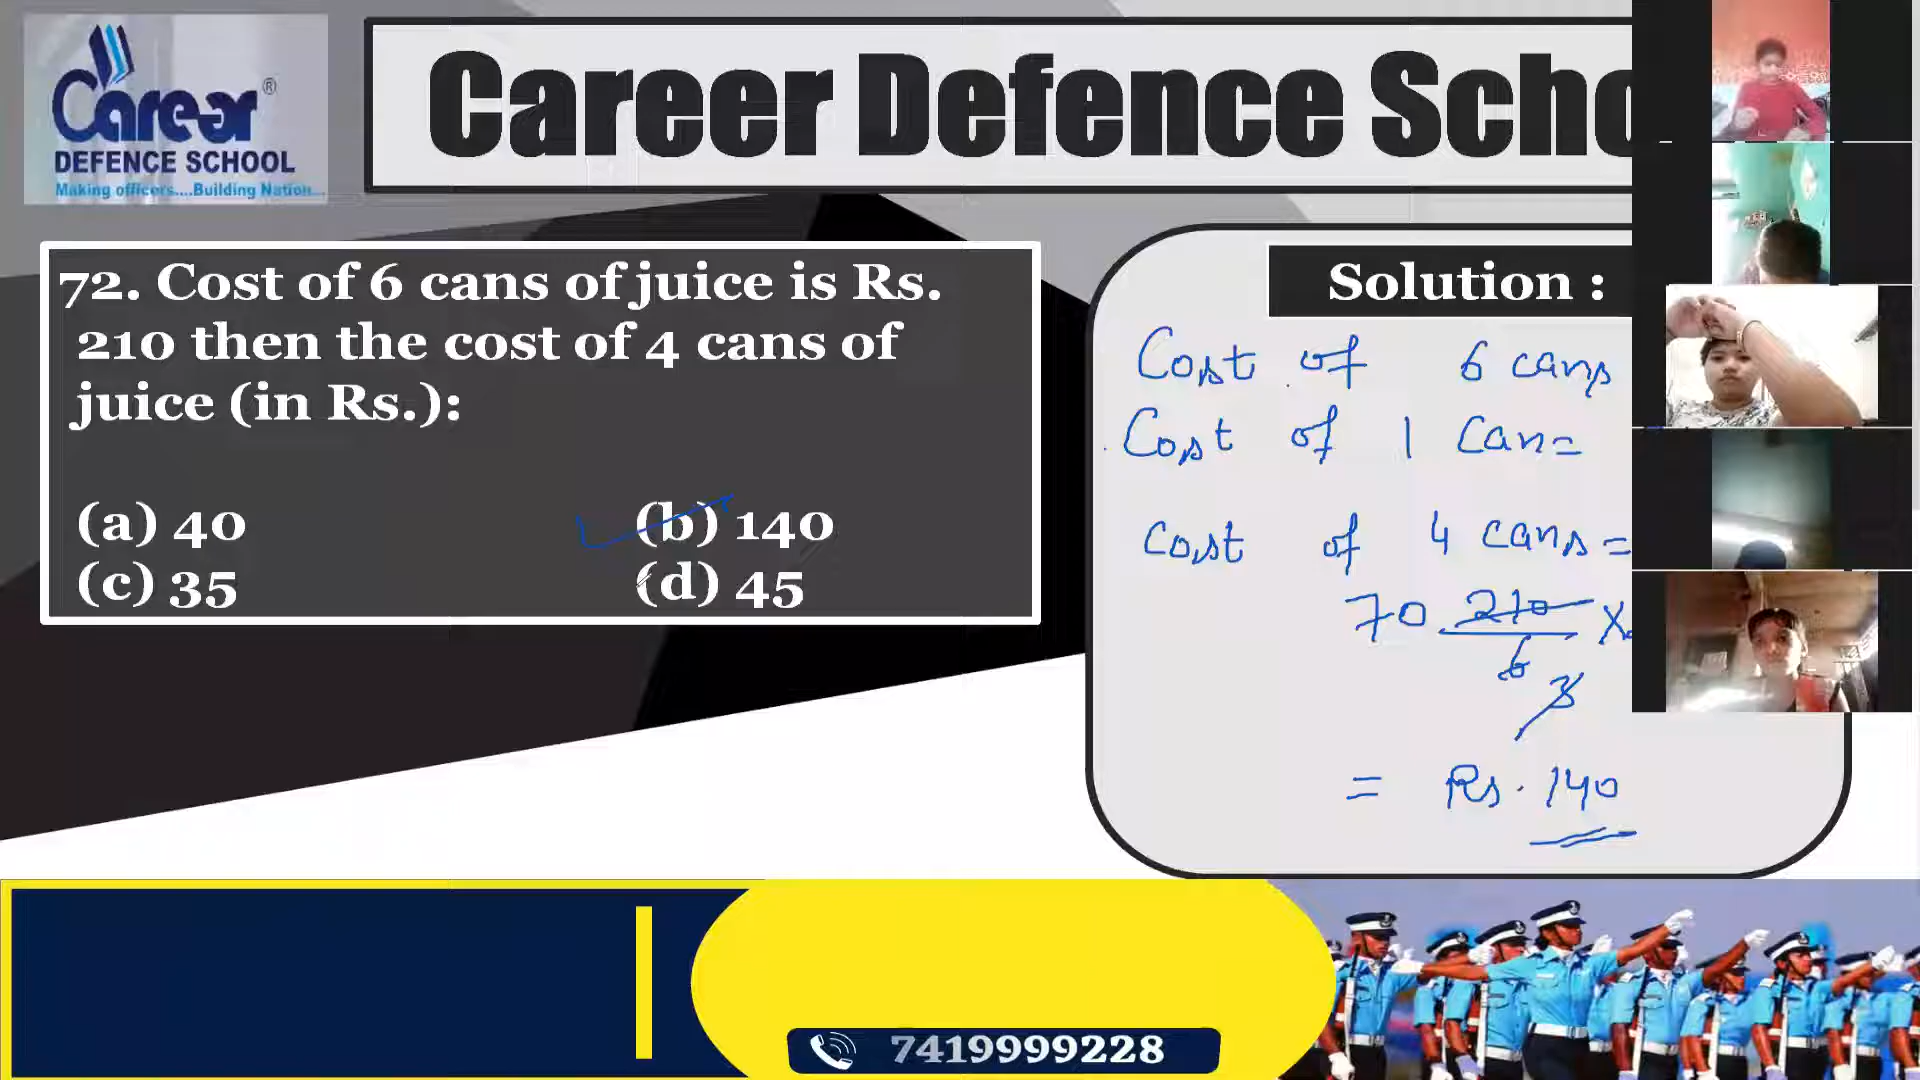 Career®
DEFENCE SCHOOL
Making officers....Building Nation...
Career Defence Scho
72. Cost of 6 cans of juice is Rs.
210 then the cost of 4 cans of
juice (in Rs.):
(a) 40 (b) 140
(c) 35 (d) 45
Solution :
Cost of 6 cans
Cost of 1 Can=
Cost of 4 cans =
70 210 X
6
3
= Rs. 140
7419999228